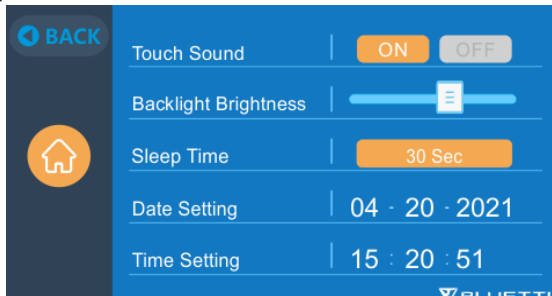 BACK
Touch Sound ON OFF
Backlight Brightness
Sleep Time 30 Sec
Date Setting 04 - 20 - 2021
Time Setting 15 : 20 : 51
BLUETTI